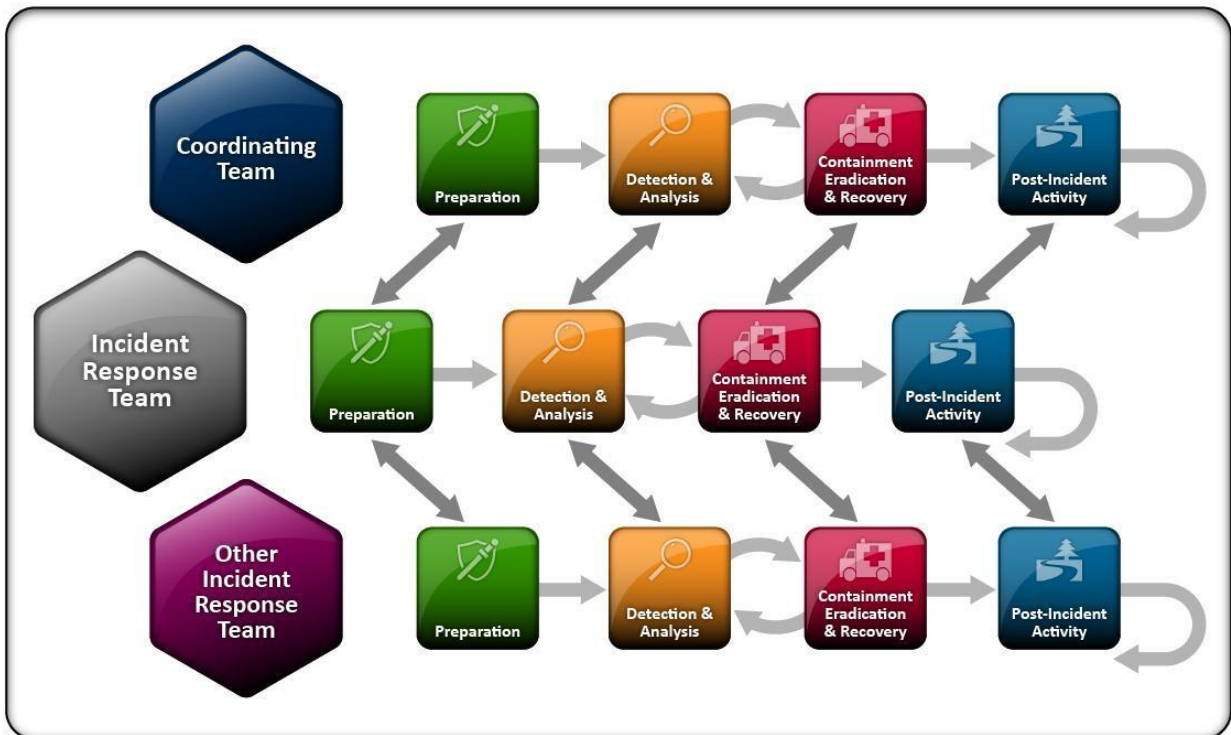 Coordinating
Team
Preparation
Detection &
Analysis
Containment
Eradication
& Recovery
Post-Incident
Activity
Incident
Response
Team
Preparation
Detection &
Analysis
Containment
Eradication
& Recovery
Post-Incident
Activity
Other
Incident
Response
Team
Preparation
Detection &
Analysis
Containment
Eradication
& Recovery
Post-Incident
Activity